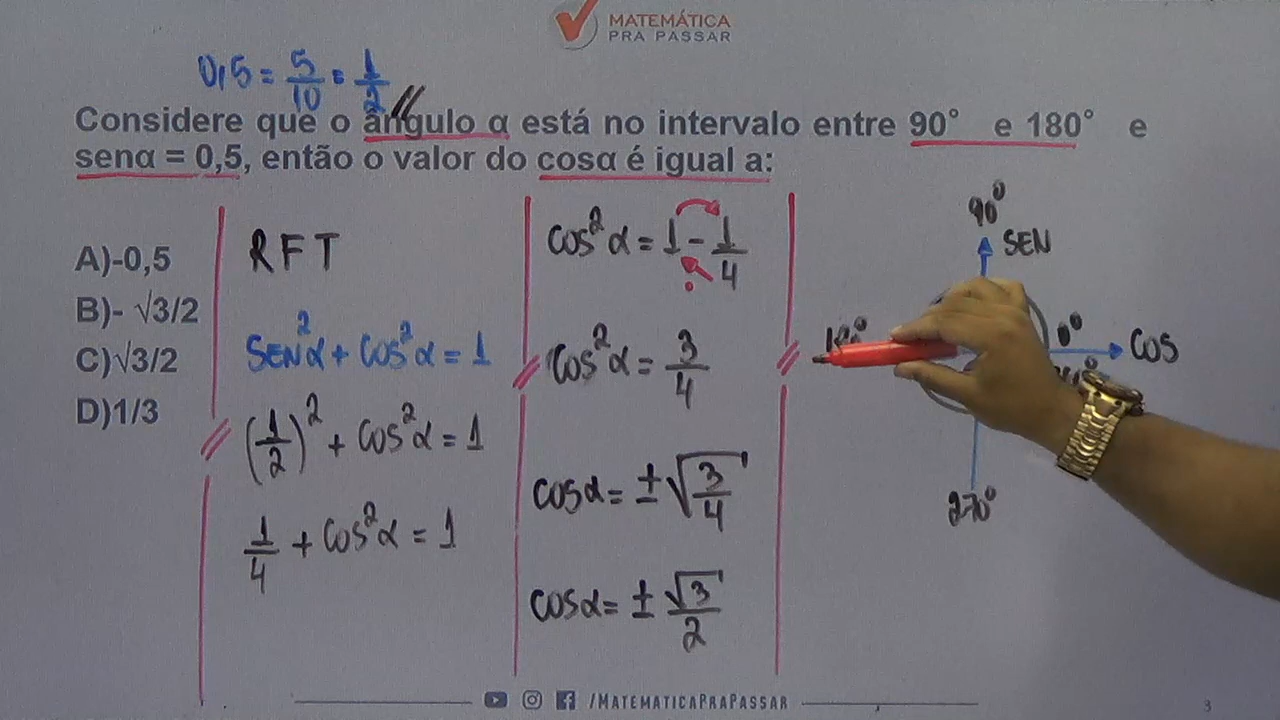 MATEMÁTICA
PRA PASSAR
0,5 = 5/10 = 1/2
Considere que o ângulo α está no intervalo entre 90° e 180° e
senα = 0,5, então o valor do cosα é igual a:
A)-0,5
B)- √3/2
C)√3/2
D)1/3
RFT
SEN²α + COS²α = 1
(1/2)² + COS²α = 1
1/4 + COS²α = 1
COS²α = 1 - 1/4
COS²α = 3/4
COSα = ± √(3/4)
COSα = ± √3/2
90°
SEN
180°
0°
COS
270°
/MATEMATICAPRAPASSAR
3